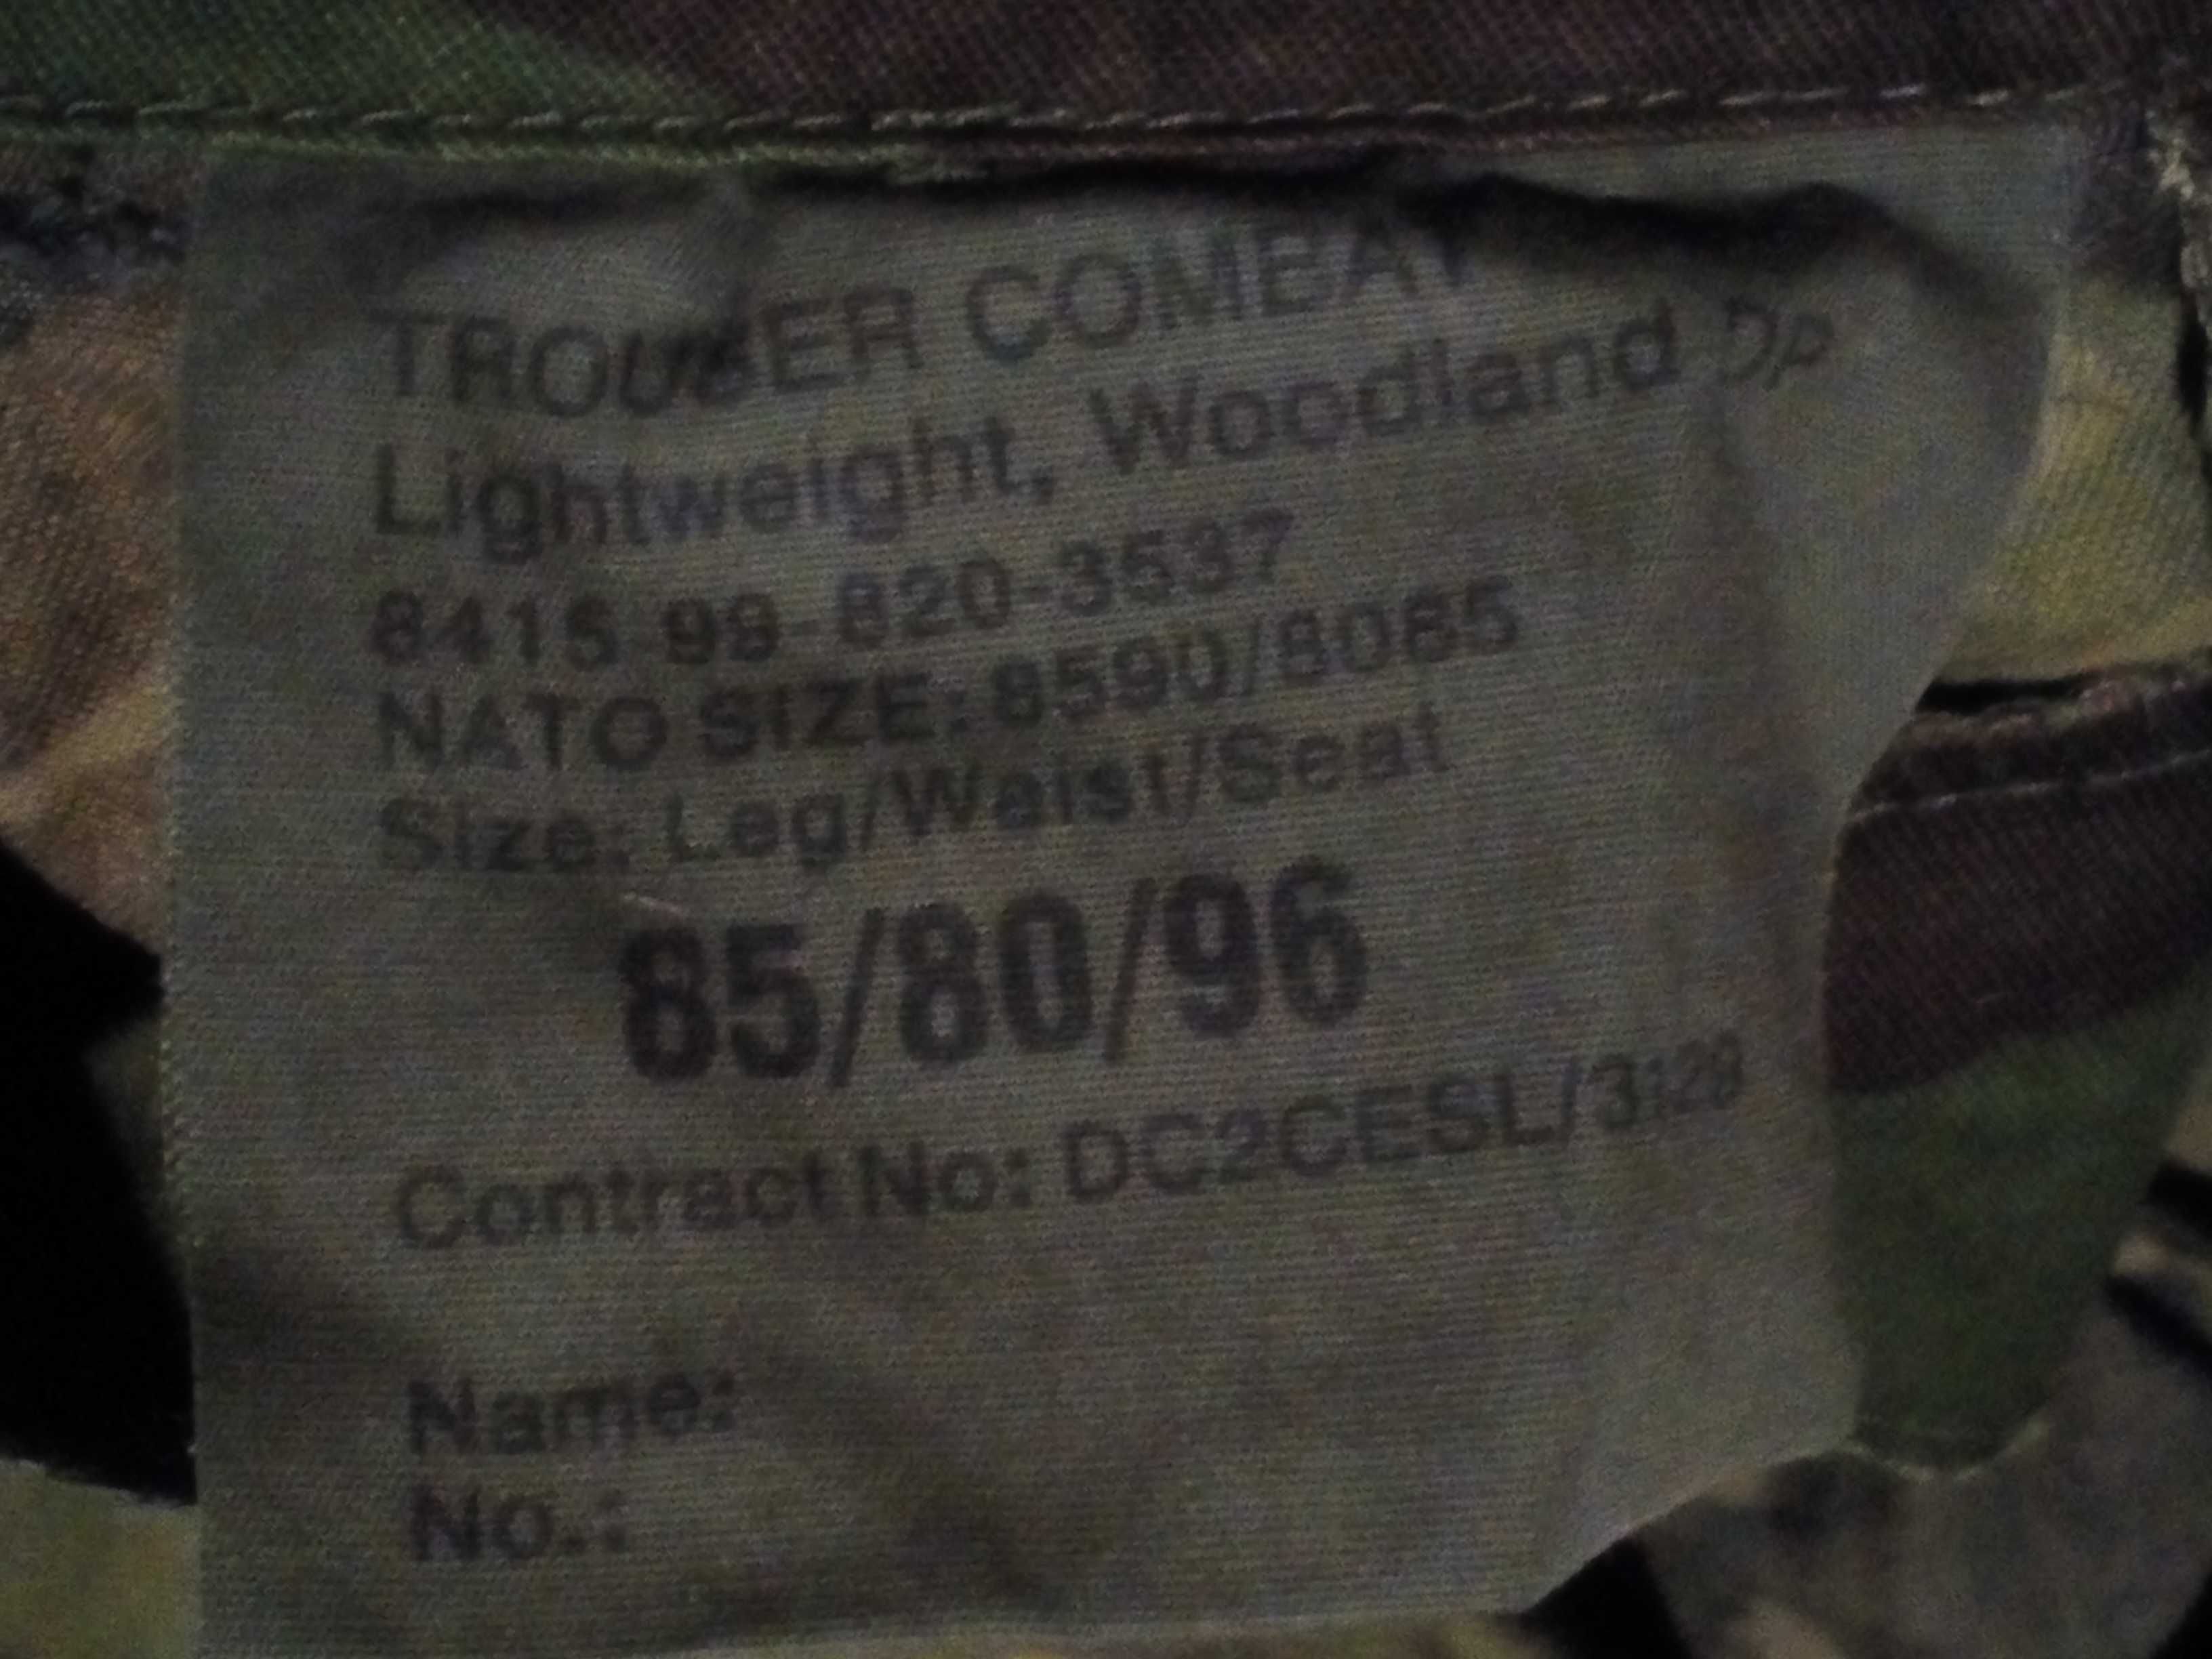 TROUSER COMBAT
Lightweight, Woodland DP
8415-99-820-3537
NATO SIZE: 8590/8085
Size: Leg/Waist/Seat
85/80/96
Contract No: DC2CESL/3128
Name:
No.: